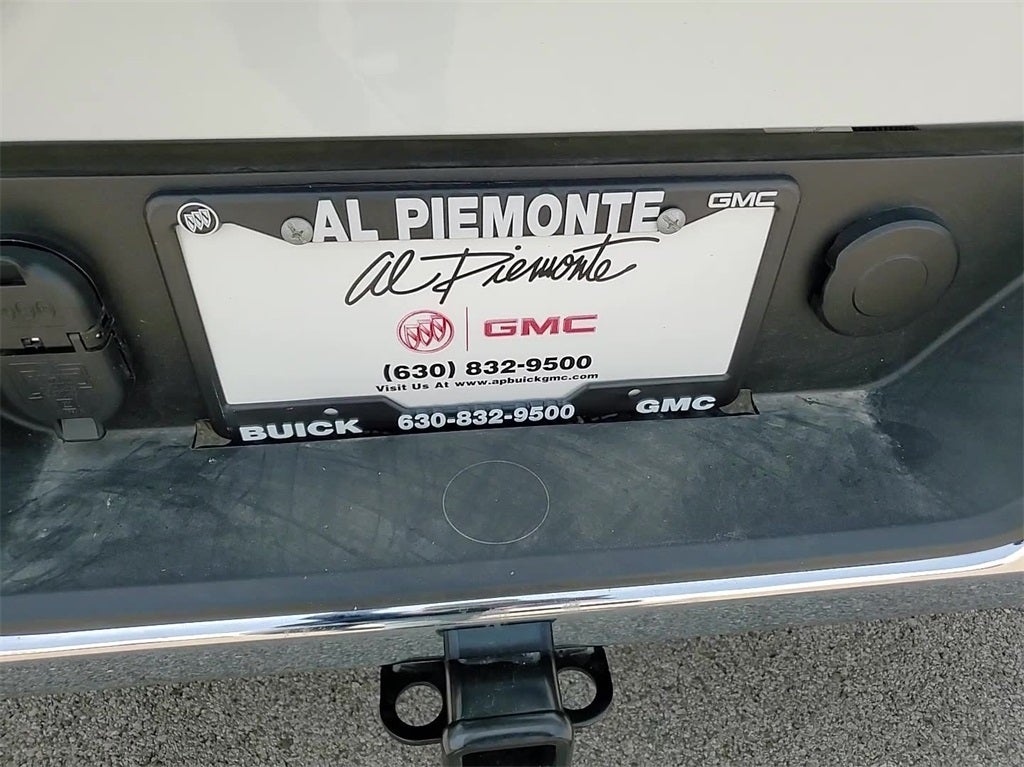 AL PIEMONTE GMC
Al Piemonte
GMC
(630) 832-9500
Visit Us At www.apbuickgmc.com
BUICK 630-832-9500 GMC